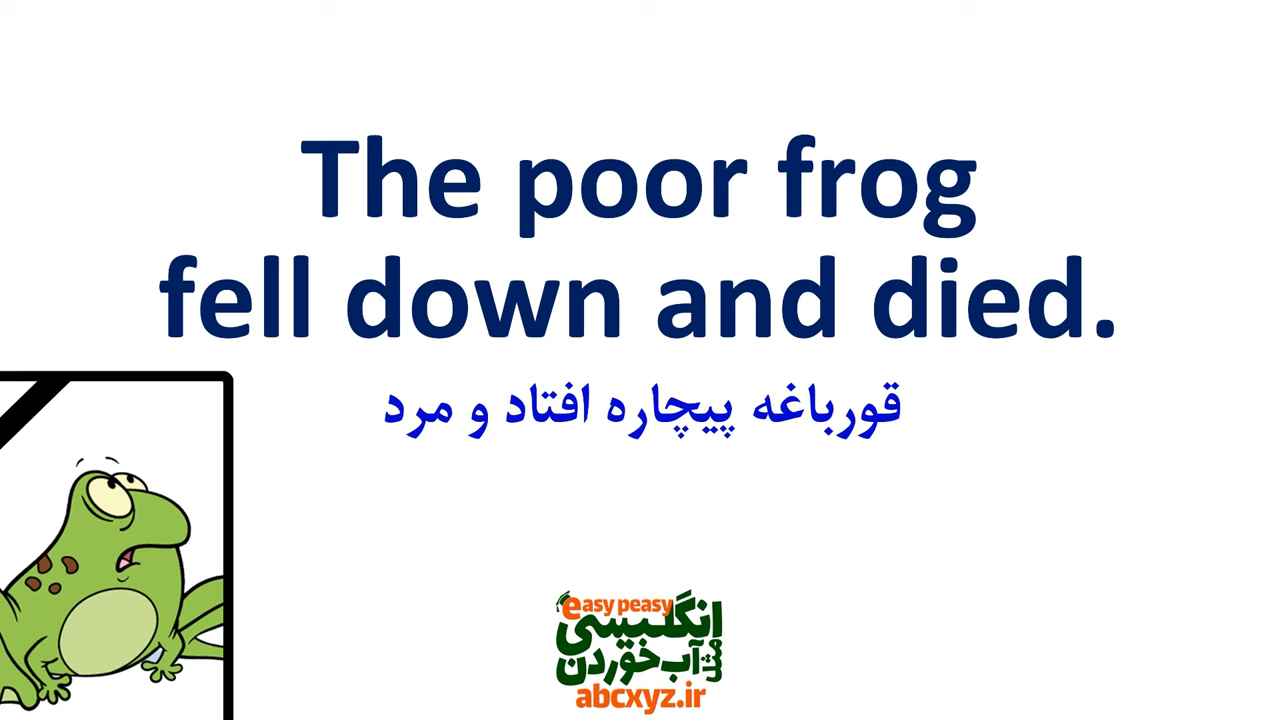 The poor frog
fell down and died.
قورباغه پیچاره افتاد و مرد
easy peasy
انگلیسی
مثل آب خوردن
abcxyz.ir